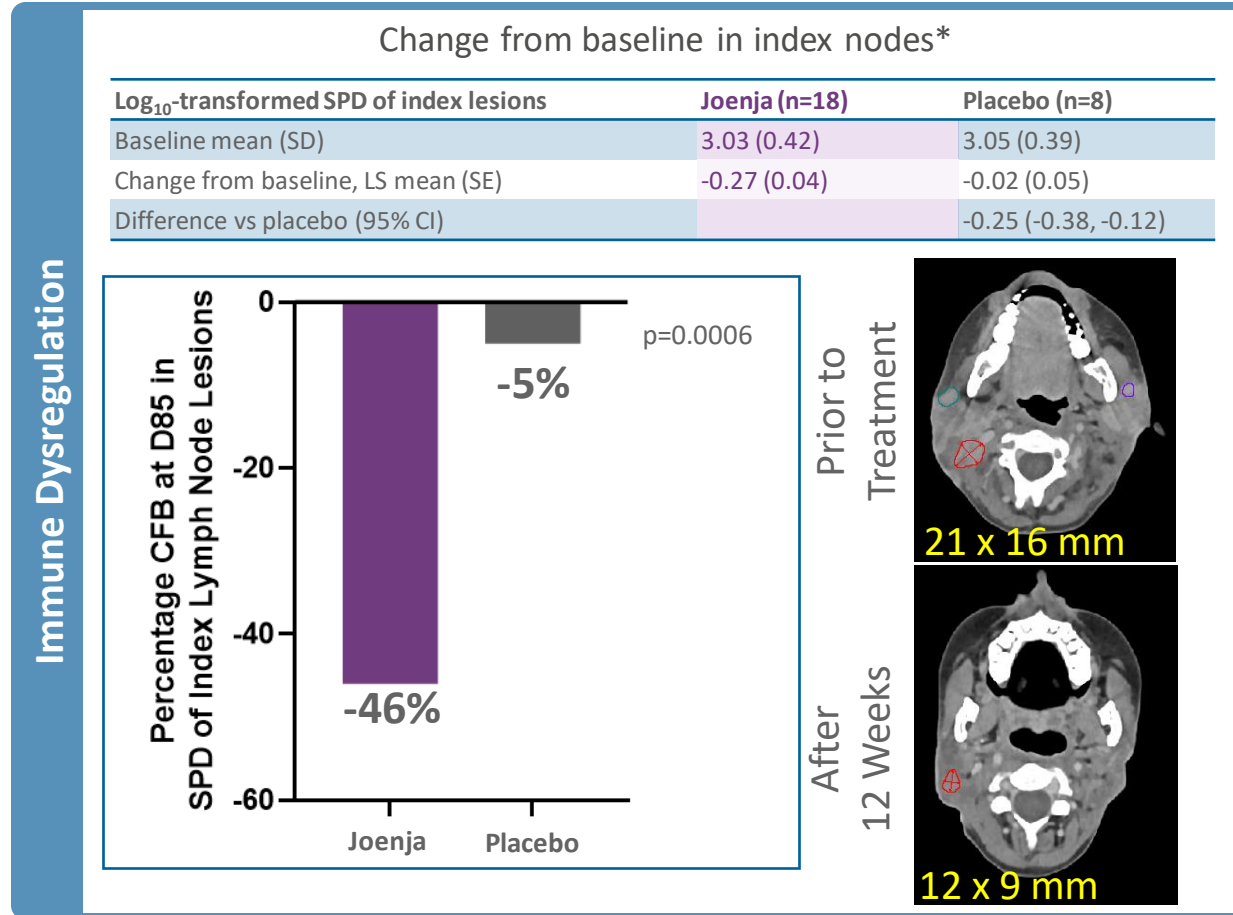 Immune Dysregulation
Change from baseline in index nodes*
Log₁₀-transformed SPD of index lesions Joenja (n=18) Placebo (n=8)
Baseline mean (SD) 3.03 (0.42) 3.05 (0.39)
Change from baseline, LS mean (SE) -0.27 (0.04) -0.02 (0.05)
Difference vs placebo (95% CI) -0.25 (-0.38, -0.12)
Percentage CFB at D85 in
SPD of Index Lymph Node Lesions
0
-20
-40
-60
-46%
-5%
p=0.0006
Joenja Placebo
Prior to
Treatment
21 x 16 mm
After
12 Weeks
12 x 9 mm